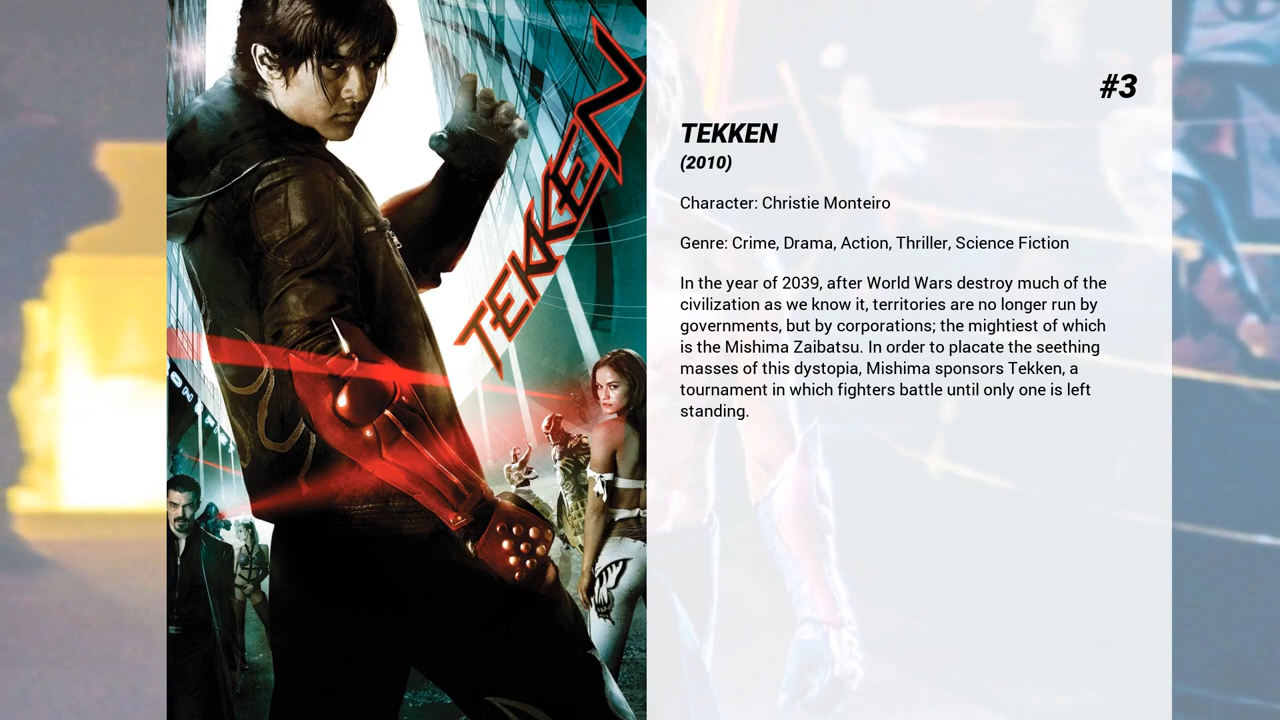 TEKKEN
#3
TEKKEN
(2010)
Character: Christie Monteiro
Genre: Crime, Drama, Action, Thriller, Science Fiction
In the year of 2039, after World Wars destroy much of the
civilization as we know it, territories are no longer run by
governments, but by corporations; the mightiest of which
is the Mishima Zaibatsu. In order to placate the seething
masses of this dystopia, Mishima sponsors Tekken, a
tournament in which fighters battle until only one is left
standing.